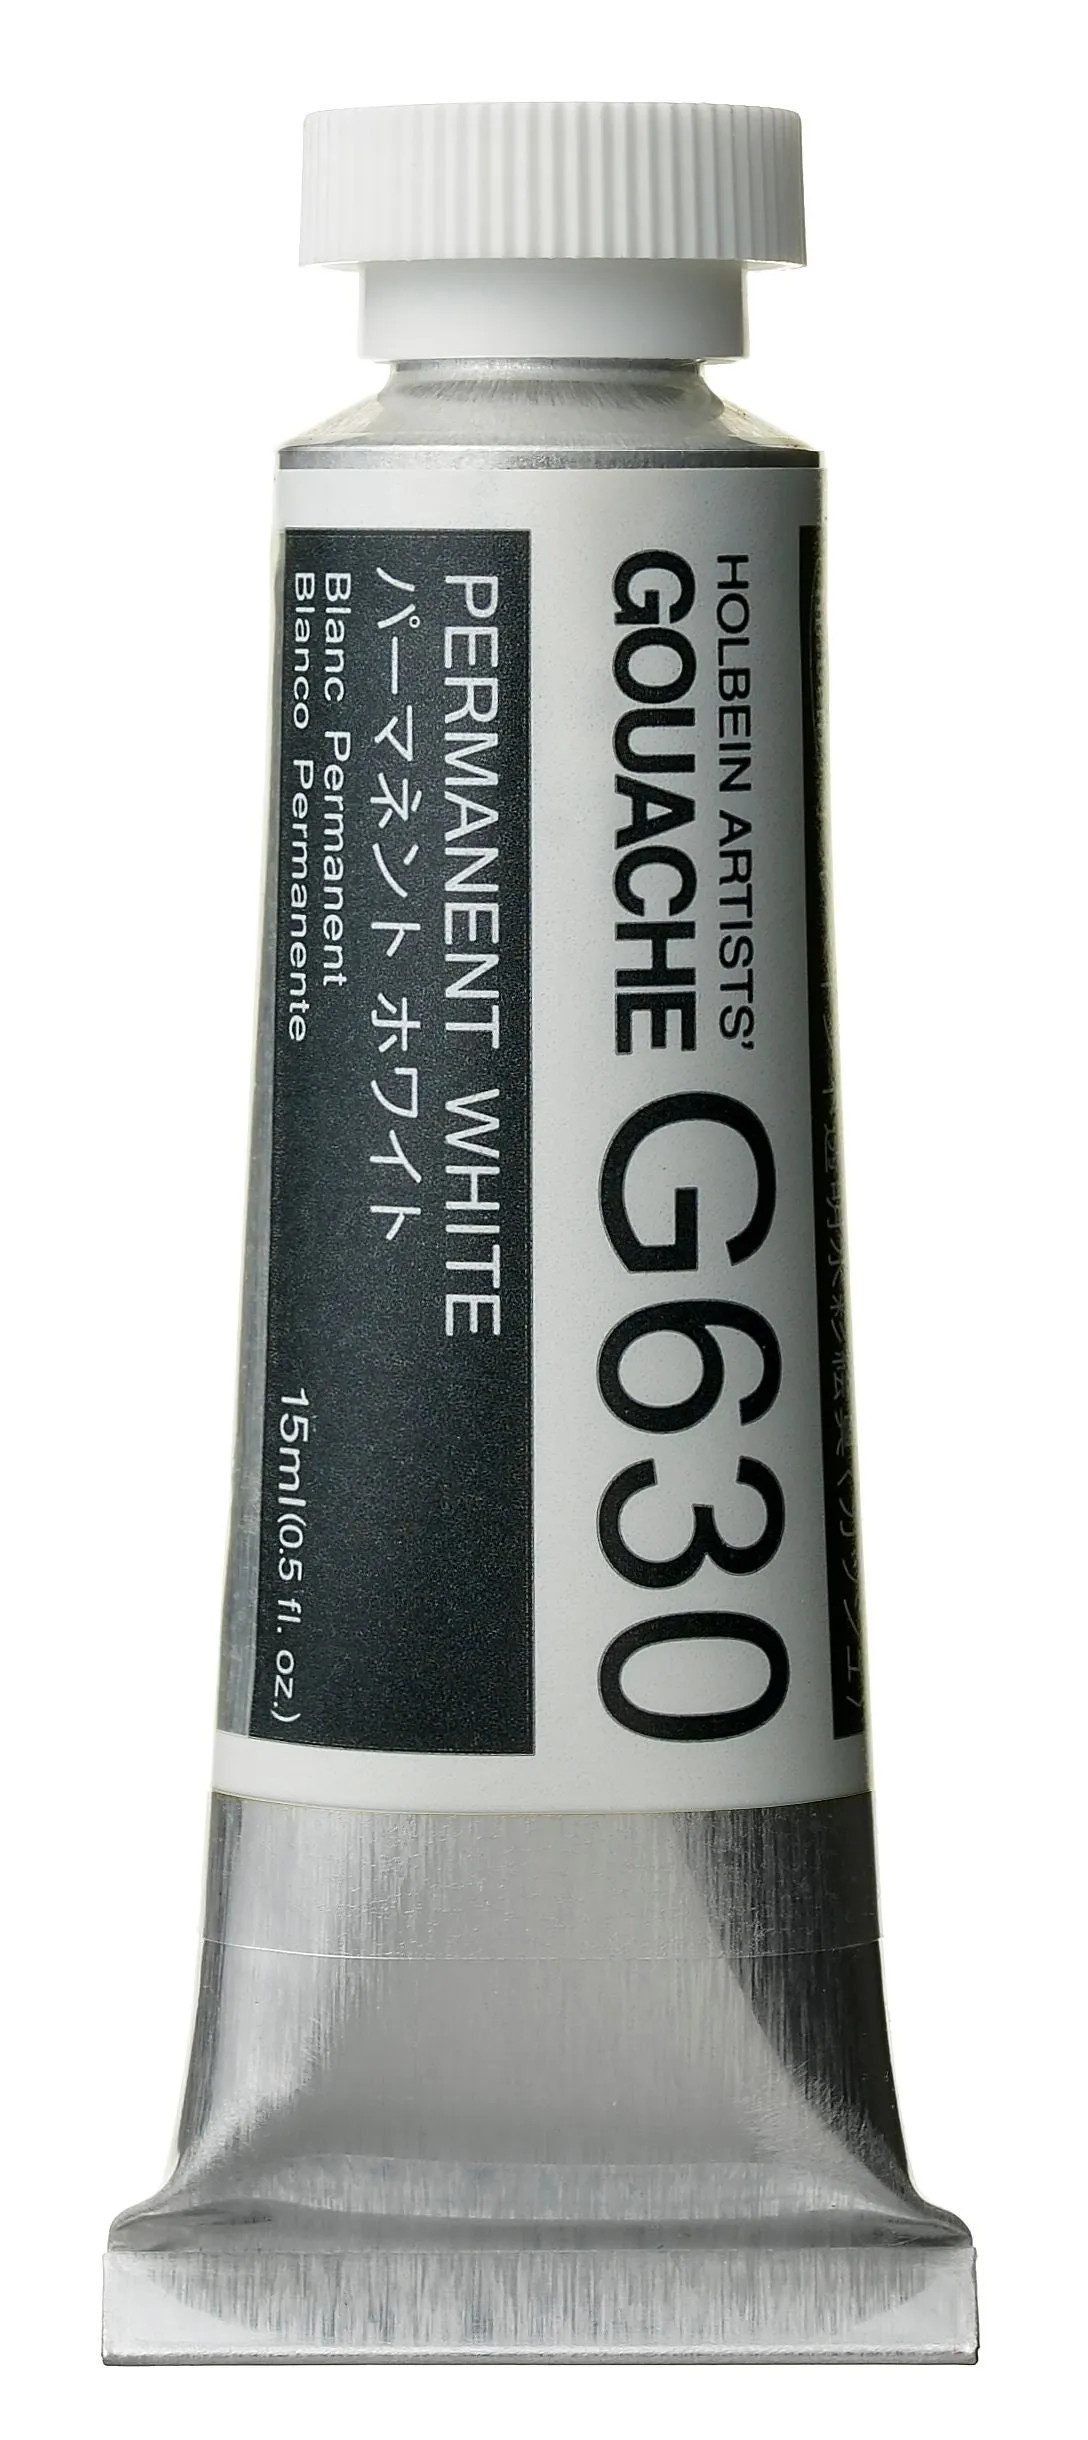 HOLBEIN ARTISTS'
GOUACHE G630
PERMANENT WHITE
パーマネント ホワイト
Blanc Permanent
Blanco Permanente
15ml(0.5 fl. oz.)